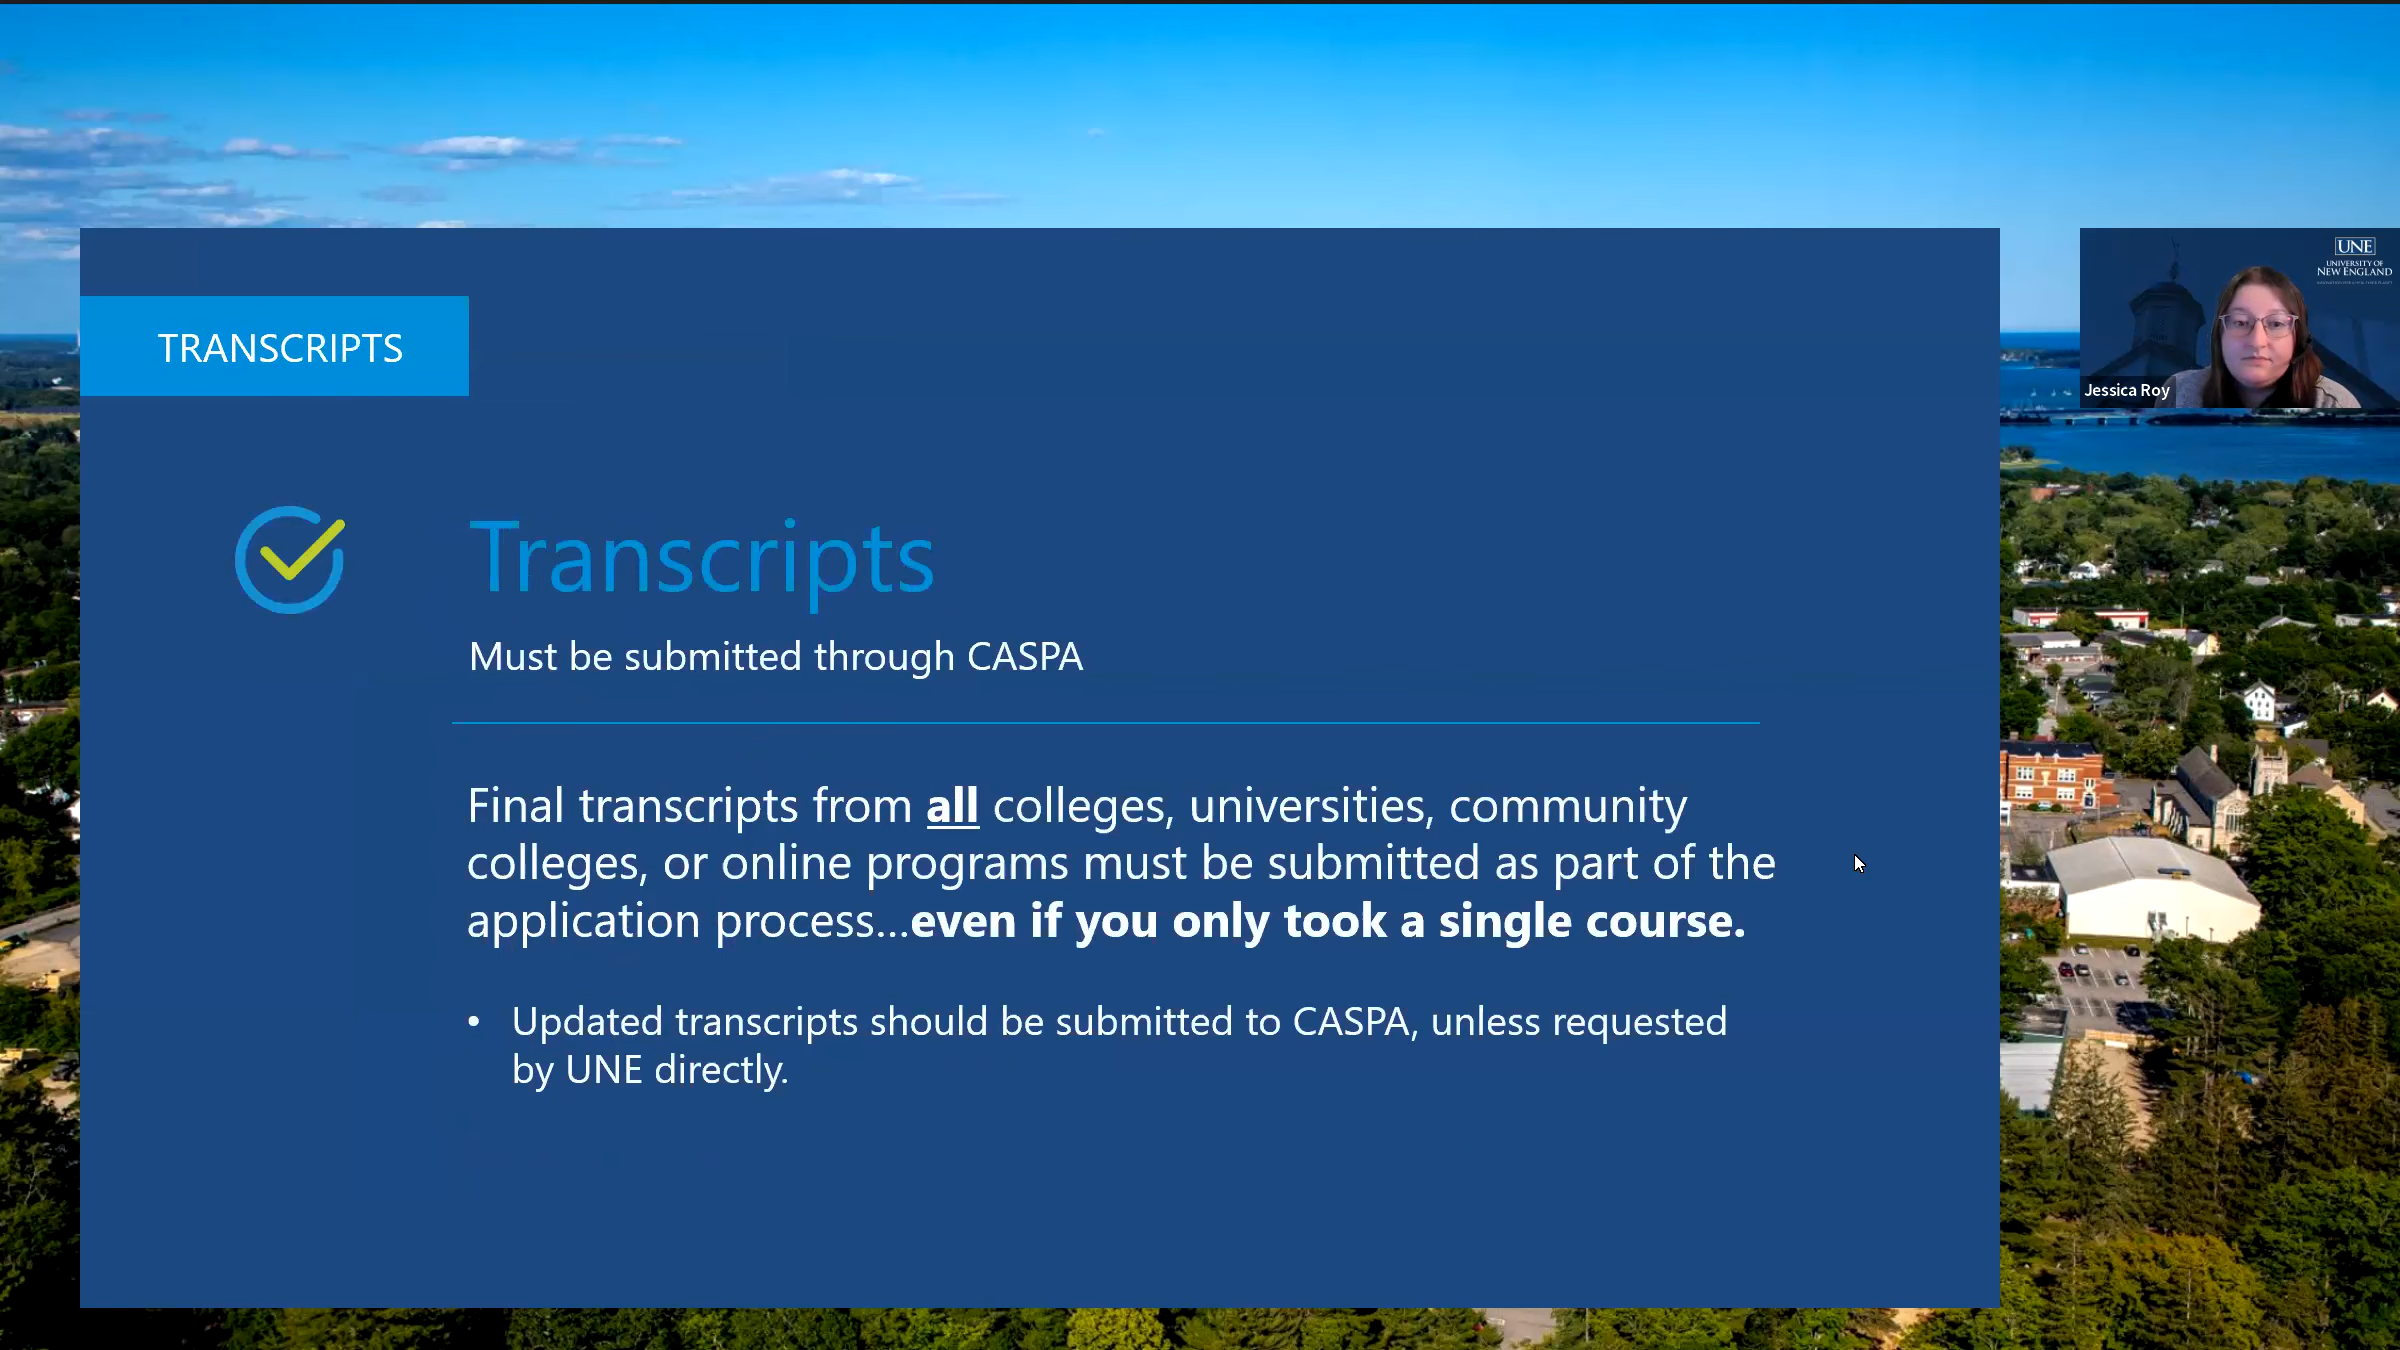 TRANSCRIPTS
Transcripts
Must be submitted through CASPA
Final transcripts from all colleges, universities, community
colleges, or online programs must be submitted as part of the
application process...even if you only took a single course.
• Updated transcripts should be submitted to CASPA, unless requested
by UNE directly.
UNE
UNIVERSITY OF
NEW ENGLAND
Jessica Roy